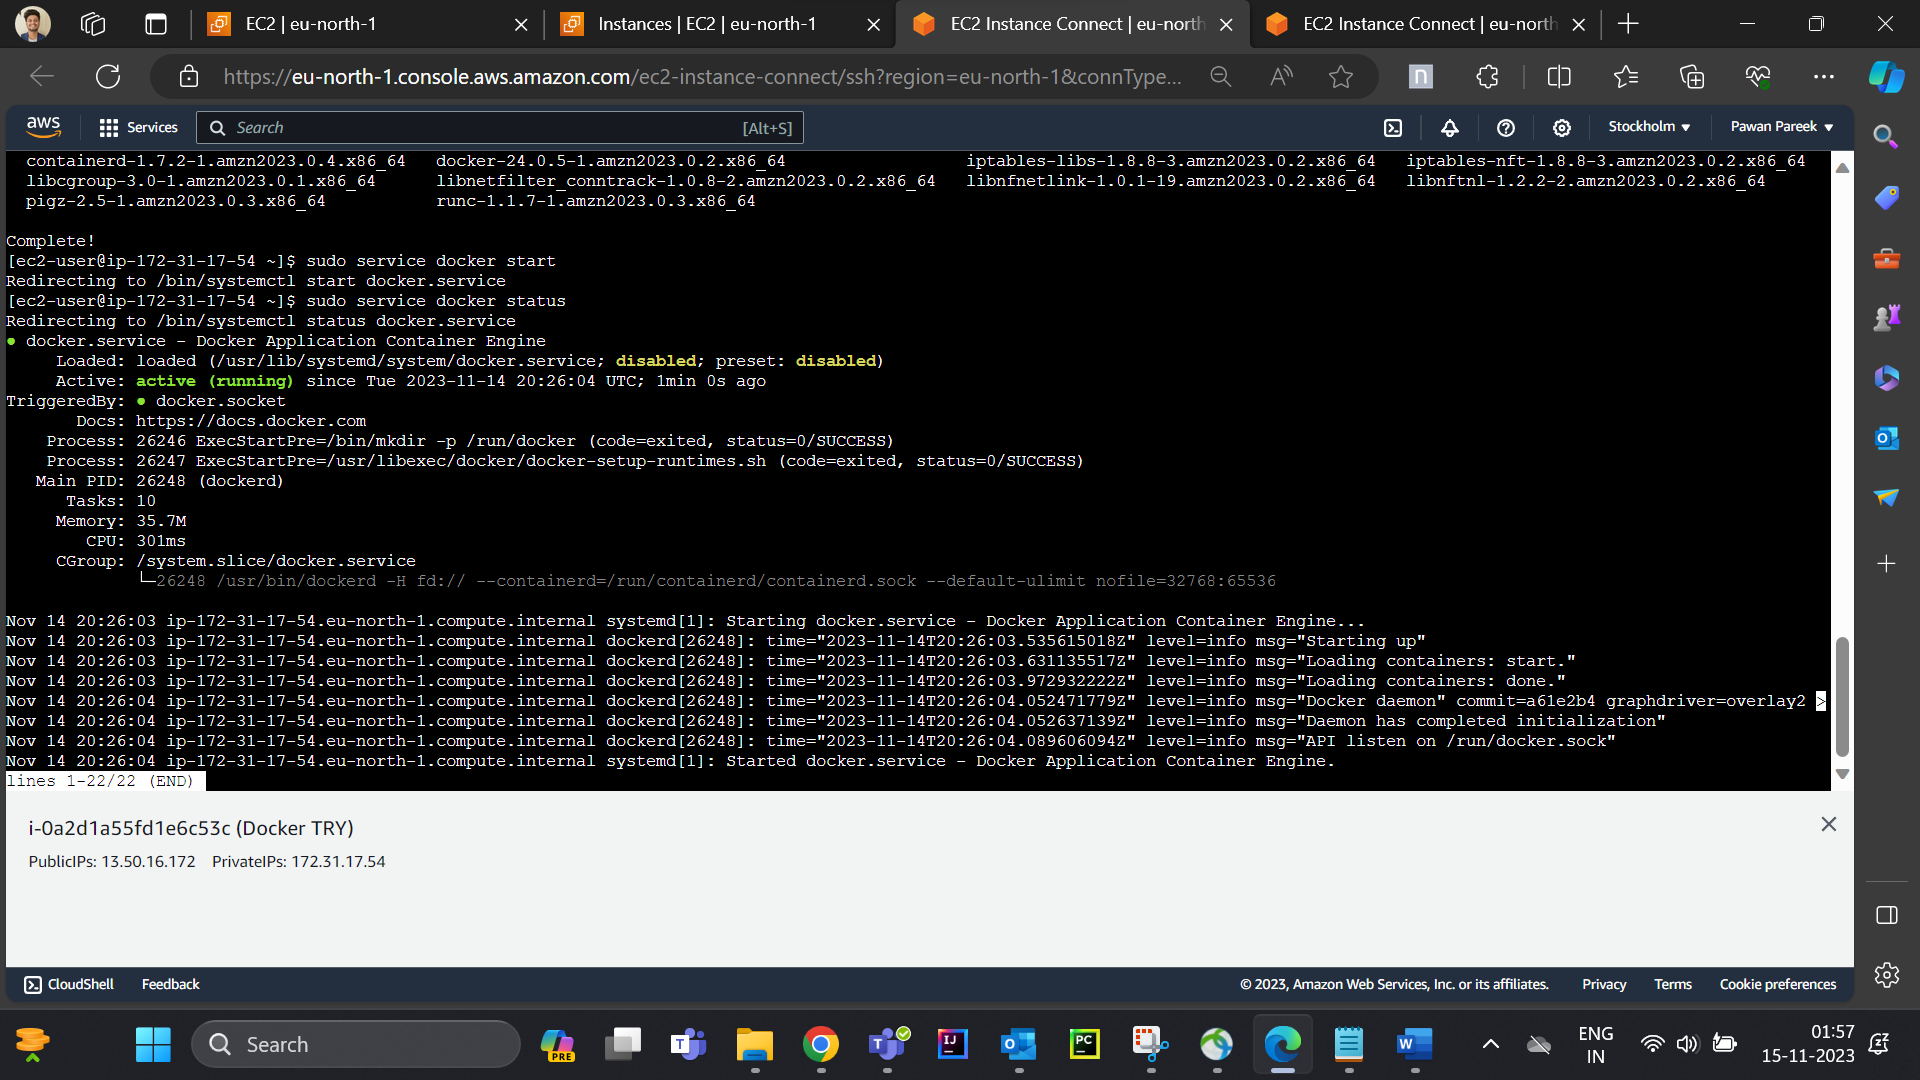 EC2 | eu-north-1
Instances | EC2 | eu-north-1
EC2 Instance Connect | eu-north
EC2 Instance Connect | eu-north
https://eu-north-1.console.aws.amazon.com/ec2-instance-connect/ssh?region=eu-north-1&connType...
aws
Services
Search
[Alt+S]
Stockholm
Pawan Pareek
containerd-1.7.2-1.amzn2023.0.4.x86_64 docker-24.0.5-1.amzn2023.0.2.x86_64 iptables-libs-1.8.8-3.amzn2023.0.2.x86_64 iptables-nft-1.8.8-3.amzn2023.0.2.x86_64
libcgroup-3.0-1.amzn2023.0.1.x86_64 libnetfilter_conntrack-1.0.8-2.amzn2023.0.2.x86_64 libnfnetlink-1.0.1-19.amzn2023.0.2.x86_64 libnftnl-1.2.2-2.amzn2023.0.2.x86_64
pigz-2.5-1.amzn2023.0.3.x86_64 runc-1.1.7-1.amzn2023.0.3.x86_64
Complete!
[ec2-user@ip-172-31-17-54 ~]$ sudo service docker start
Redirecting to /bin/systemctl start docker.service
[ec2-user@ip-172-31-17-54 ~]$ sudo service docker status
Redirecting to /bin/systemctl status docker.service
● docker.service - Docker Application Container Engine
Loaded: loaded (/usr/lib/systemd/system/docker.service; disabled; preset: disabled)
Active: active (running) since Tue 2023-11-14 20:26:04 UTC; 1min 0s ago
TriggeredBy: ● docker.socket
Docs: https://docs.docker.com
Process: 26246 ExecStartPre=/bin/mkdir -p /run/docker (code=exited, status=0/SUCCESS)
Process: 26247 ExecStartPre=/usr/libexec/docker/docker-setup-runtimes.sh (code=exited, status=0/SUCCESS)
Main PID: 26248 (dockerd)
Tasks: 10
Memory: 35.7M
CPU: 301ms
CGroup: /system.slice/docker.service
└─26248 /usr/bin/dockerd -H fd:// --containerd=/run/containerd/containerd.sock --default-ulimit nofile=32768:65536
Nov 14 20:26:03 ip-172-31-17-54.eu-north-1.compute.internal systemd[1]: Starting docker.service - Docker Application Container Engine...
Nov 14 20:26:03 ip-172-31-17-54.eu-north-1.compute.internal dockerd[26248]: time="2023-11-14T20:26:03.535615018Z" level=info msg="Starting up"
Nov 14 20:26:03 ip-172-31-17-54.eu-north-1.compute.internal dockerd[26248]: time="2023-11-14T20:26:03.631135517Z" level=info msg="Loading containers: start."
Nov 14 20:26:03 ip-172-31-17-54.eu-north-1.compute.internal dockerd[26248]: time="2023-11-14T20:26:03.972932222Z" level=info msg="Loading containers: done."
Nov 14 20:26:04 ip-172-31-17-54.eu-north-1.compute.internal dockerd[26248]: time="2023-11-14T20:26:04.052471779Z" level=info msg="Docker daemon" commit=a61e2b4 graphdriver=overlay2 >
Nov 14 20:26:04 ip-172-31-17-54.eu-north-1.compute.internal dockerd[26248]: time="2023-11-14T20:26:04.052637139Z" level=info msg="Daemon has completed initialization"
Nov 14 20:26:04 ip-172-31-17-54.eu-north-1.compute.internal dockerd[26248]: time="2023-11-14T20:26:04.089606094Z" level=info msg="API listen on /run/docker.sock"
Nov 14 20:26:04 ip-172-31-17-54.eu-north-1.compute.internal systemd[1]: Started docker.service - Docker Application Container Engine.
lines 1-22/22 (END)
i-0a2d1a55fd1e6c53c (Docker TRY)
PublicIPs: 13.50.16.172 PrivateIPs: 172.31.17.54
CloudShell
Feedback
© 2023, Amazon Web Services, Inc. or its affiliates.
Privacy
Terms
Cookie preferences
Search
PRE
ENG
IN
01:57
15-11-2023